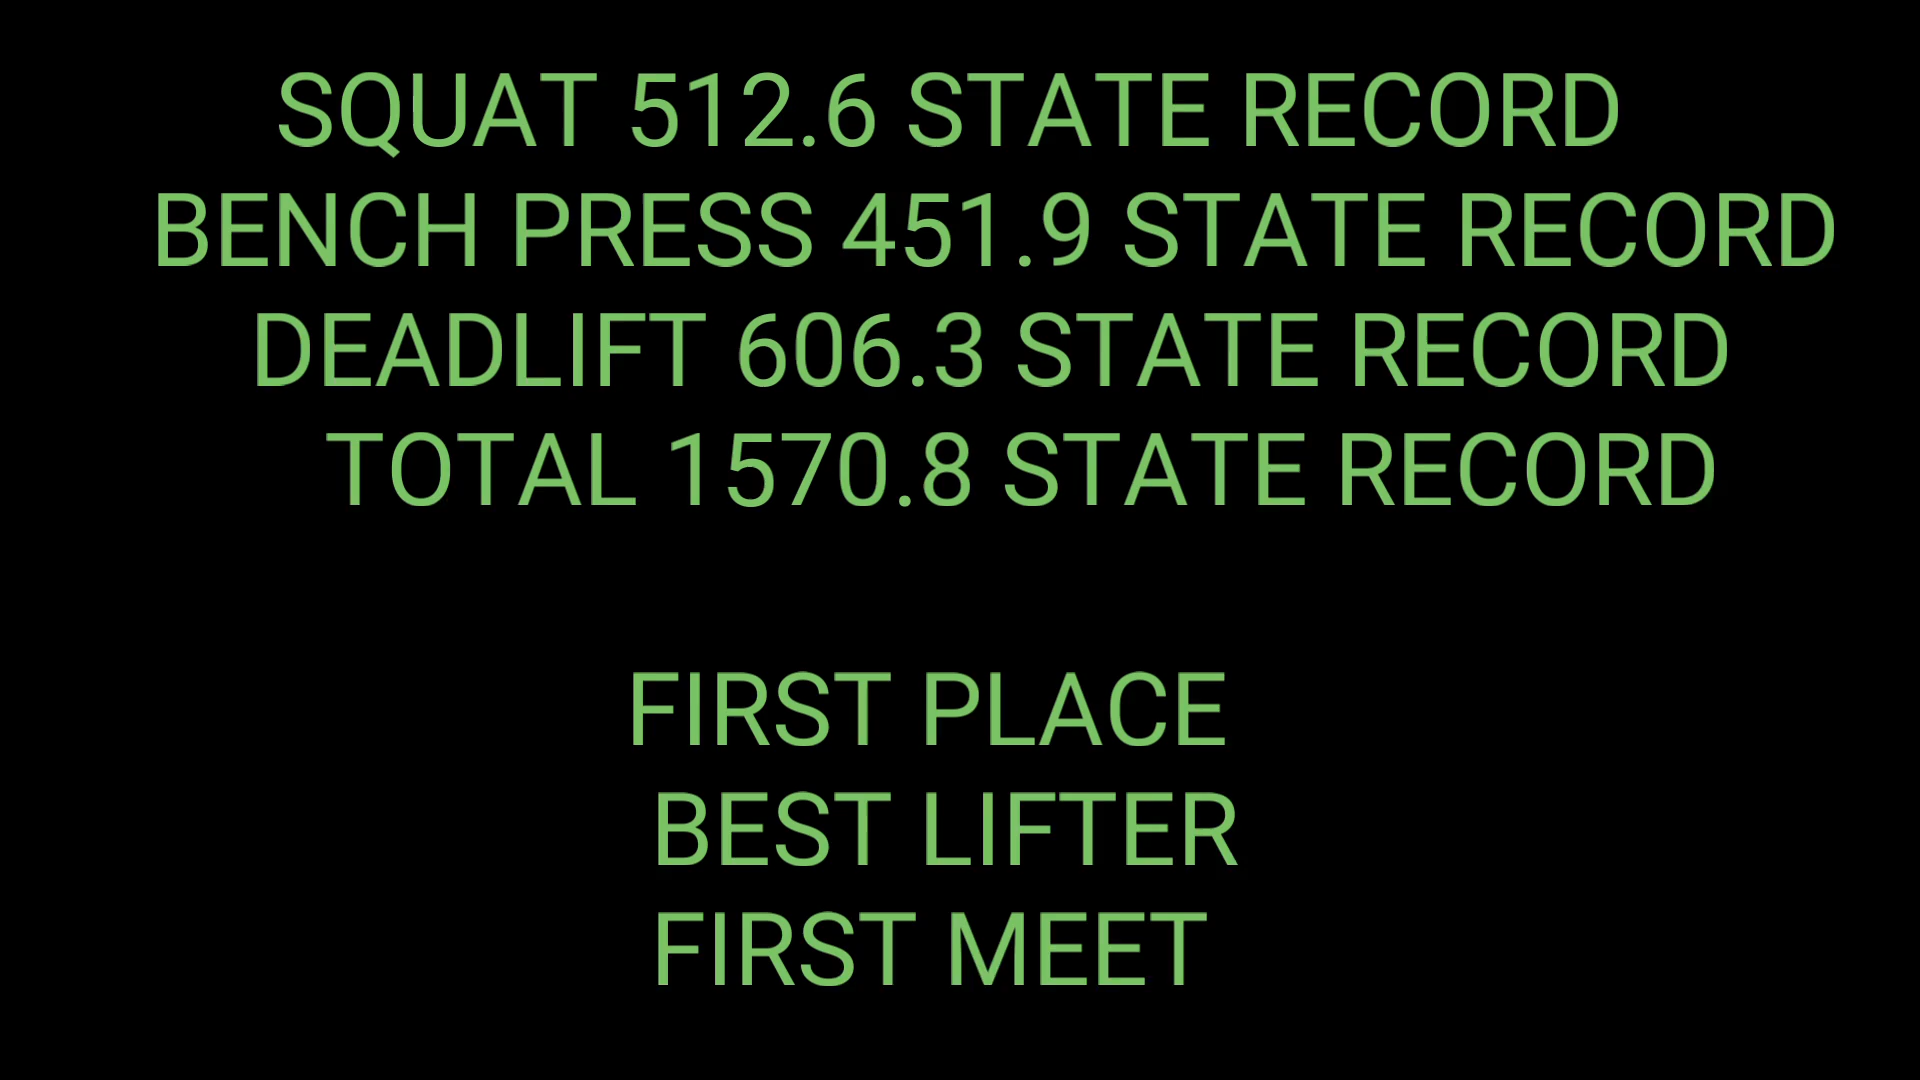 SQUAT 512.6 STATE RECORD
BENCH PRESS 451.9 STATE RECORD
DEADLIFT 606.3 STATE RECORD
TOTAL 1570.8 STATE RECORD
FIRST PLACE
BEST LIFTER
FIRST MEET